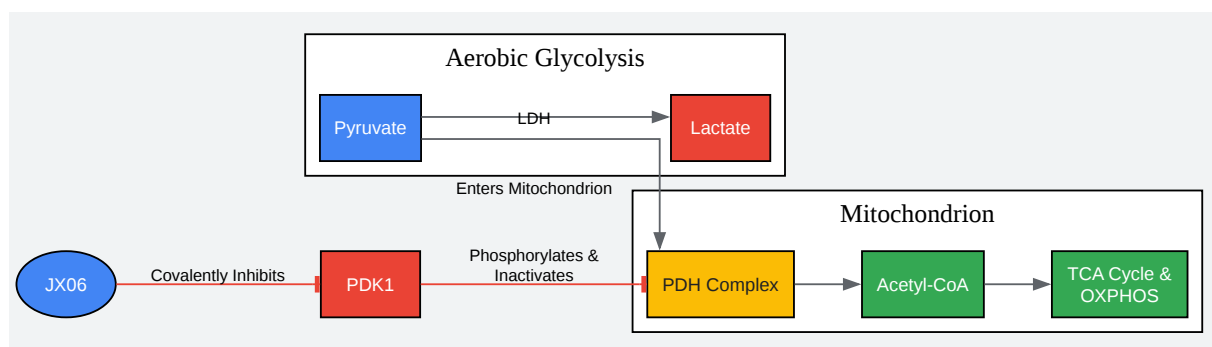 Aerobic Glycolysis
Pyruvate
LDH
Lactate
Enters Mitochondrion
Mitochondrion
JX06
Covalently Inhibits
PDK1
Phosphorylates &
Inactivates
PDH Complex
Acetyl-CoA
TCA Cycle &
OXPHOS